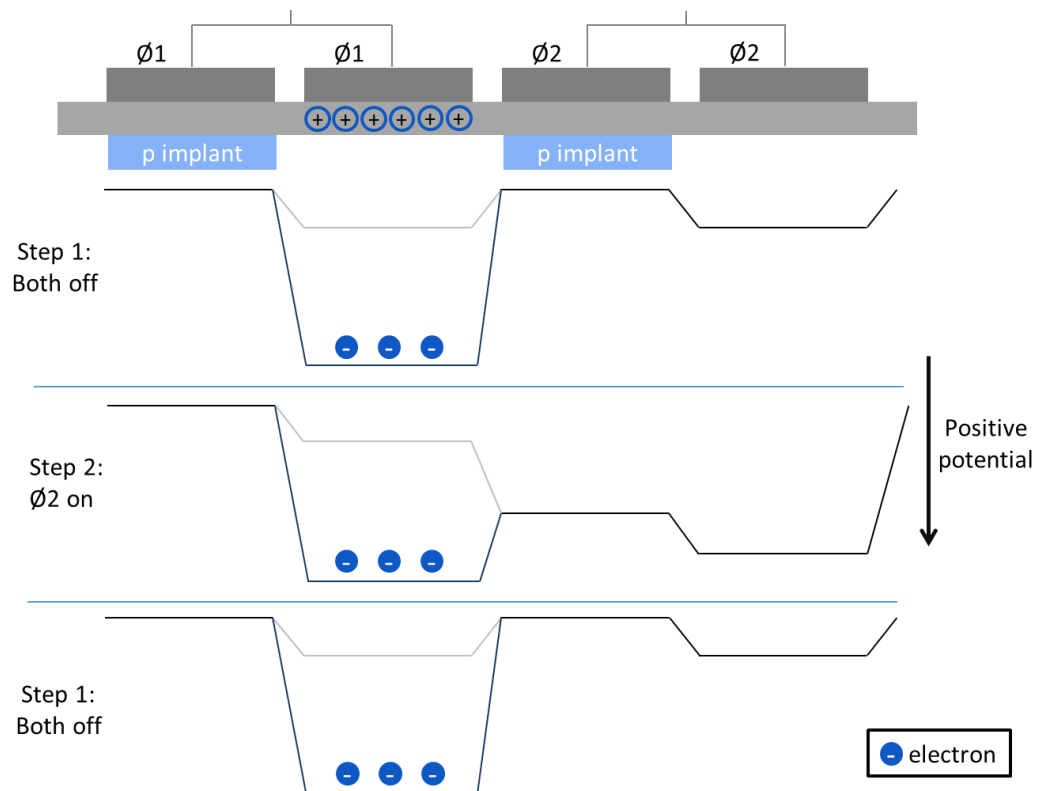 Ø1
Ø1
Ø2
Ø2
+ + + + + +
p implant
p implant
Step 1:
Both off
- - -
Positive
potential
Step 2:
Ø2 on
- - -
Step 1:
Both off
- electron
- - -